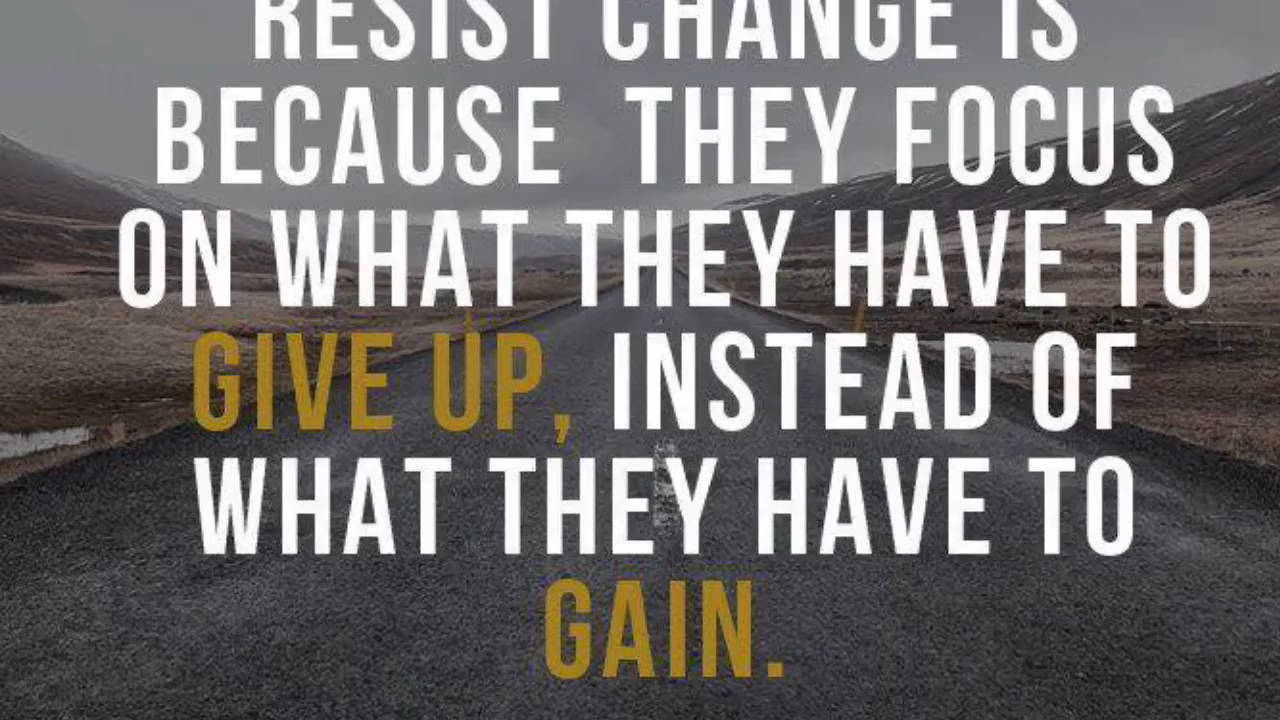 RESIST CHANGE IS
BECAUSE THEY FOCUS
ON WHAT THEY HAVE TO
GIVE UP, INSTEAD OF
WHAT THEY HAVE TO
GAIN.